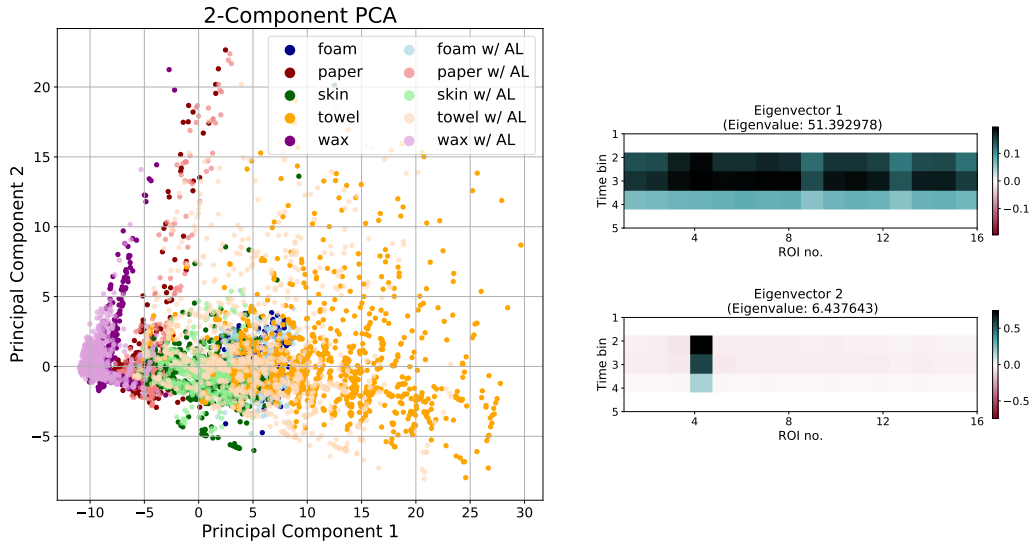 2-Component PCA
foam
paper
skin
towel
wax
foam w/ AL
paper w/ AL
skin w/ AL
towel w/ AL
wax w/ AL
Principal Component 2
20
15
10
5
0
−5
−10
−5
0
5
10
15
20
25
30
Principal Component 1
Eigenvector 1
(Eigenvalue: 51.392978)
Time bin
1
2
3
4
5
4
8
12
16
ROI no.
0.1
0.0
−0.1
Eigenvector 2
(Eigenvalue: 6.437643)
Time bin
1
2
3
4
5
4
8
12
16
ROI no.
0.5
0.0
−0.5